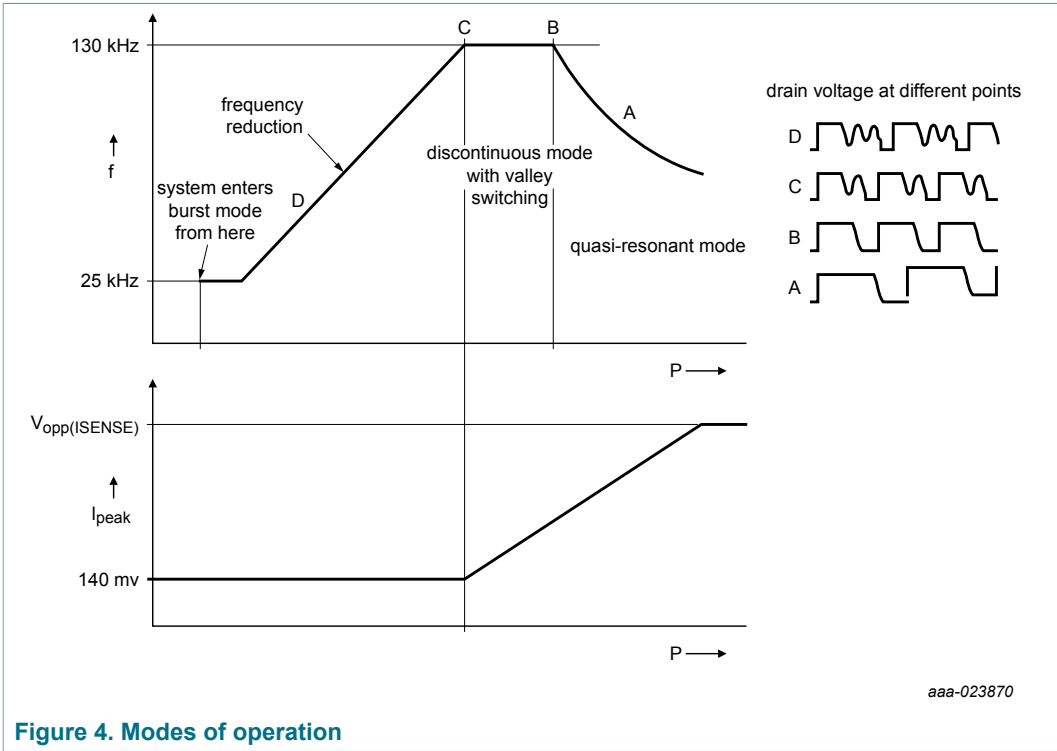 130 kHz
C
B
frequency
reduction
f
system enters
burst mode
from here
D
discontinuous mode
with valley
switching
A
quasi-resonant mode
25 kHz
P
drain voltage at different points
D
C
B
A
Vopp(ISENSE)
Ipeak
140 mv
P
aaa-023870
Figure 4. Modes of operation